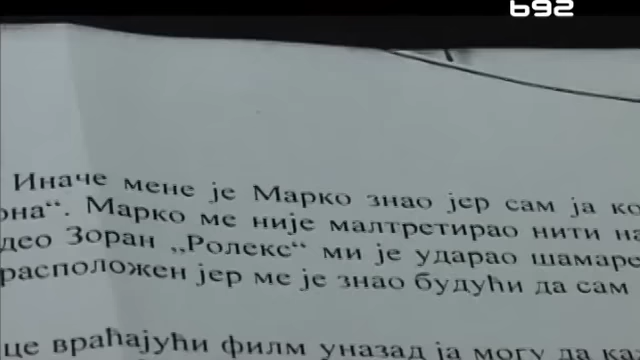 B92
Иначе мене је Марко знао јер сам ја ко
она“. Марко ме није малтретирао нити на
део Зоран „Ролекс“ ми је ударао шамаре
расположен јер ме је знао будући да сам
це враћајући филм уназад ја могу да ка